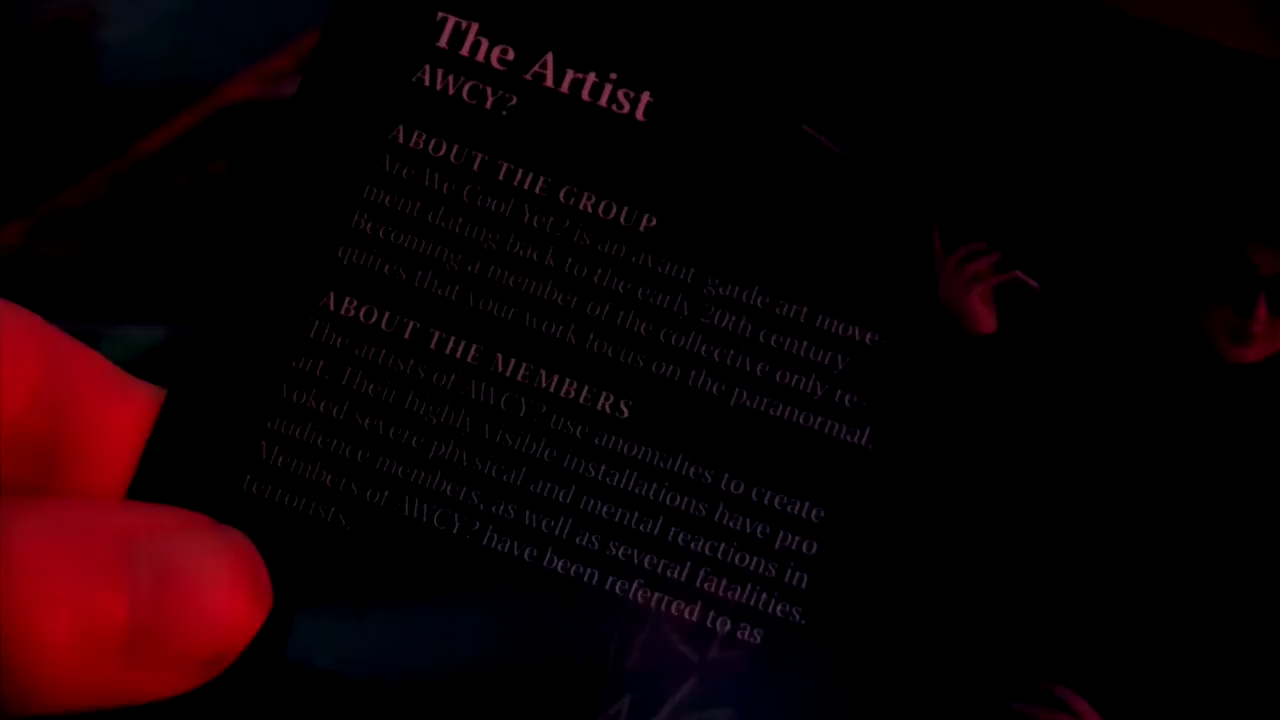 The Artist
AWCY?
ABOUT THE GROUP
Are We Cool Yet? is an avant-garde art move-
ment dating back to the early 20th century
Becoming a member of the collective only re-
quires that your work focus on the paranormal.
ABOUT THE MEMBERS
The artists of AWCY? use anomalies to create
art. Their highly visible installations have pro
voked severe physical and mental reactions in
audience members, as well as several fatalities.
Members of AWCY? have been referred to as
terrorists.